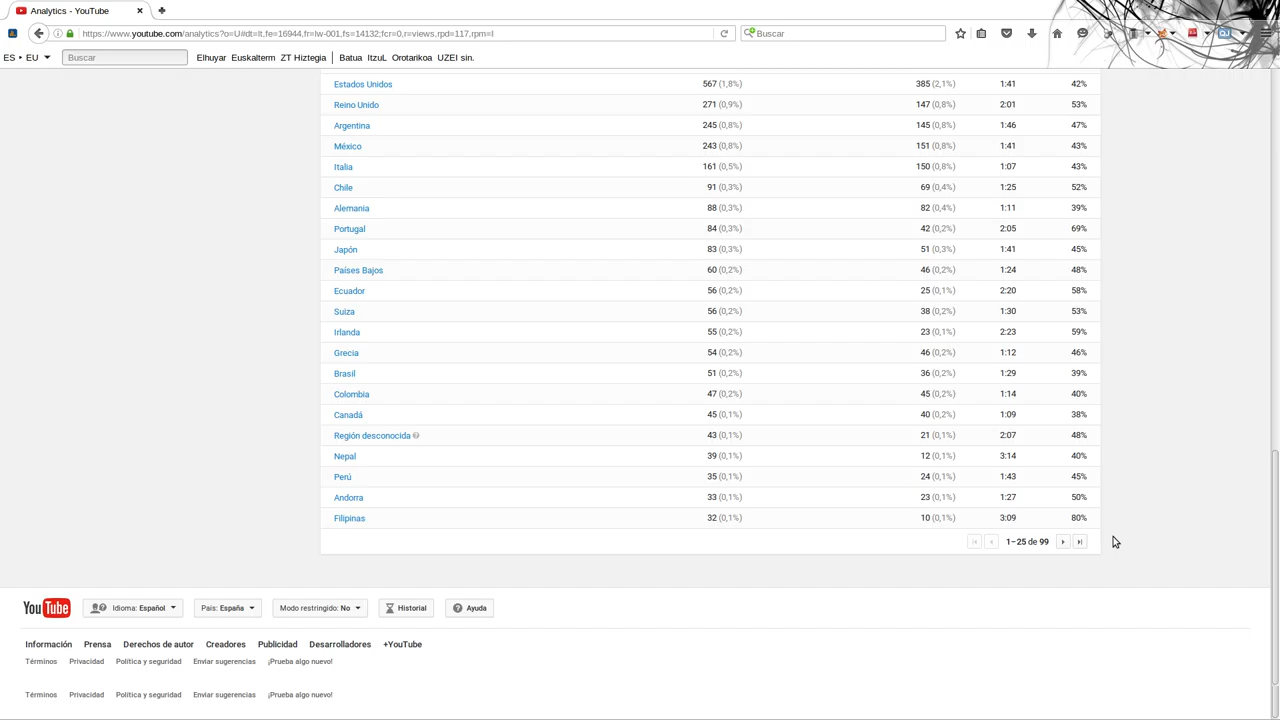 Analytics - YouTube
https://www.youtube.com/analytics?o=U#dt=lt,fe=16944,fr=lw-001,fs=14132;fcr=0,r=views,rpd=117,rpm=l
Buscar
ES ▸ EU Buscar Elhuyar Euskalterm ZT Hiztegia Batua ItzuL Orotarikoa UZEI sin.
Estados Unidos 567 (1,8%) 385 (2,1%) 1:41 42%
Reino Unido 271 (0,9%) 147 (0,8%) 2:01 53%
Argentina 245 (0,8%) 145 (0,8%) 1:46 47%
México 243 (0,8%) 151 (0,8%) 1:41 43%
Italia 161 (0,5%) 150 (0,8%) 1:07 43%
Chile 91 (0,3%) 69 (0,4%) 1:25 52%
Alemania 88 (0,3%) 82 (0,4%) 1:11 39%
Portugal 84 (0,3%) 42 (0,2%) 2:05 69%
Japón 83 (0,3%) 51 (0,3%) 1:41 45%
Países Bajos 60 (0,2%) 46 (0,2%) 1:24 48%
Ecuador 56 (0,2%) 25 (0,1%) 2:20 58%
Suiza 56 (0,2%) 38 (0,2%) 1:30 53%
Irlanda 55 (0,2%) 23 (0,1%) 2:23 59%
Grecia 54 (0,2%) 46 (0,2%) 1:12 46%
Brasil 51 (0,2%) 36 (0,2%) 1:29 39%
Colombia 47 (0,2%) 45 (0,2%) 1:14 40%
Canadá 45 (0,1%) 40 (0,2%) 1:09 38%
Región desconocida 43 (0,1%) 21 (0,1%) 2:07 48%
Nepal 39 (0,1%) 12 (0,1%) 3:14 40%
Perú 35 (0,1%) 24 (0,1%) 1:43 45%
Andorra 33 (0,1%) 23 (0,1%) 1:27 50%
Filipinas 32 (0,1%) 10 (0,1%) 3:09 80%
1–25 de 99
YouTube Idioma: Español País: España Modo restringido: No Historial Ayuda
Información Prensa Derechos de autor Creadores Publicidad Desarrolladores +YouTube
Términos Privacidad Política y seguridad Enviar sugerencias ¡Prueba algo nuevo!
Términos Privacidad Política y seguridad Enviar sugerencias ¡Prueba algo nuevo!